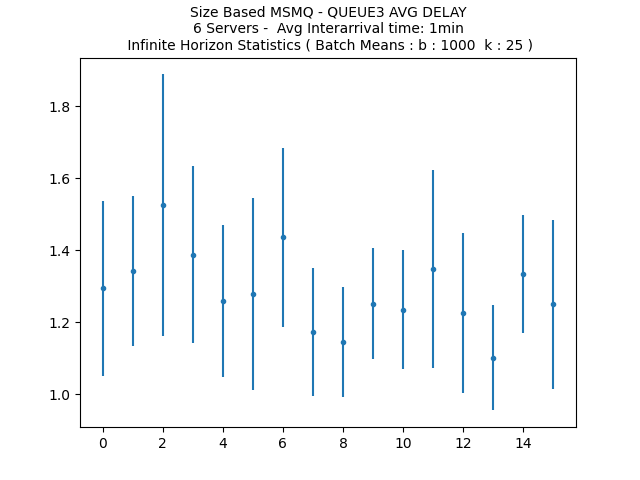 Size Based MSMQ - QUEUE3 AVG DELAY
6 Servers -  Avg Interarrival time: 1min
Infinite Horizon Statistics ( Batch Means : b : 1000  k : 25 )
1.8
1.6
1.4
1.2
1.0
0 2 4 6 8 10 12 14